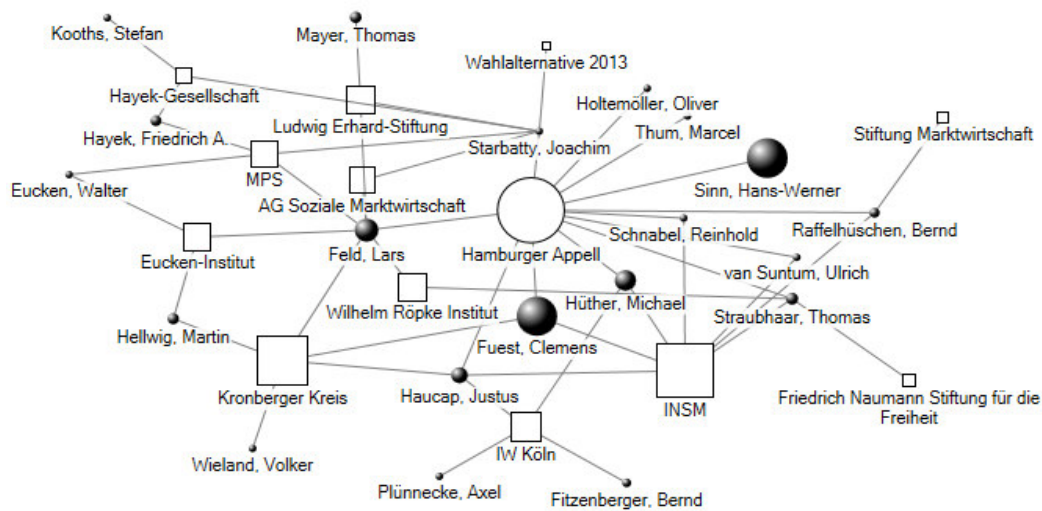 Kooths, Stefan
Mayer, Thomas
Wahlalternative 2013
Hayek-Gesellschaft
Holtemöller, Oliver
Ludwig Erhard-Stiftung
Thum, Marcel
Stiftung Marktwirtschaft
Hayek, Friedrich A.
Starbatty, Joachim
MPS
Sinn, Hans-Werner
Eucken, Walter
AG Soziale Marktwirtschaft
Schnabel, Reinhold
Raffelhüschen, Bernd
Eucken-Institut
Feld, Lars
Hamburger Appell
van Suntum, Ulrich
Wilhelm Röpke Institut
Hüther, Michael
Straubhaar, Thomas
Hellwig, Martin
Fuest, Clemens
Kronberger Kreis
Haucap, Justus
INSM
Friedrich Naumann Stiftung für die
Freiheit
IW Köln
Wieland, Volker
Plünnecke, Axel
Fitzenberger, Bernd